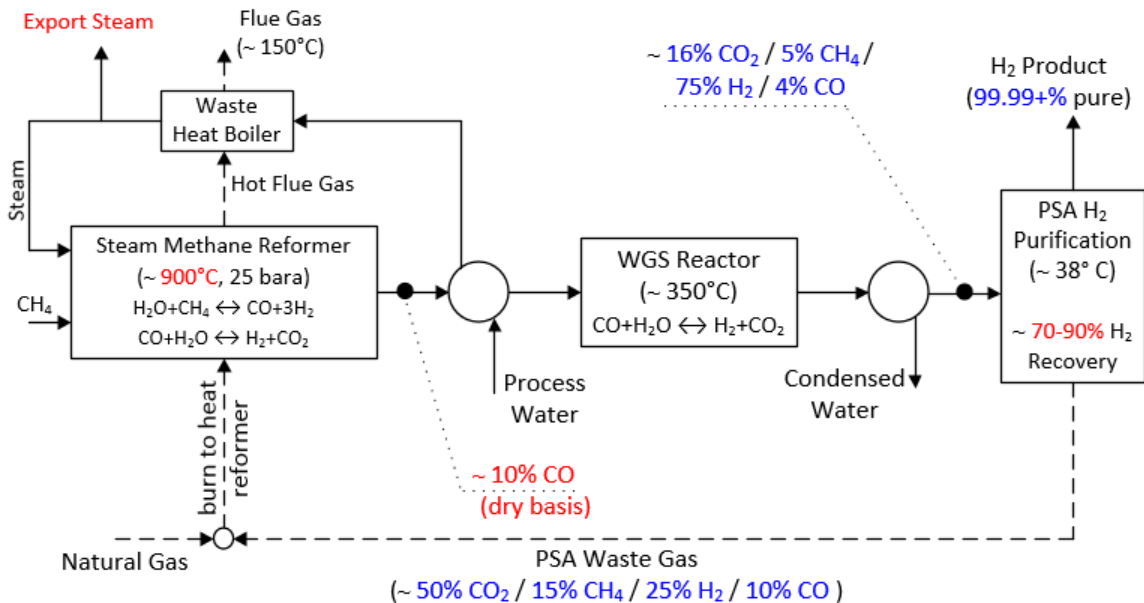 Export Steam
Flue Gas
(~ 150°C)
Waste
Heat Boiler
Steam
Hot Flue Gas
Steam Methane Reformer
(~ 900°C, 25 bara)
H₂O+CH₄ ↔ CO+3H₂
CO+H₂O ↔ H₂+CO₂
CH₄
burn to heat
reformer
Natural Gas
Process
Water
~ 10% CO
(dry basis)
WGS Reactor
(~ 350°C)
CO+H₂O ↔ H₂+CO₂
Condensed
Water
~ 16% CO₂ / 5% CH₄ /
75% H₂ / 4% CO
H₂ Product
(99.99+% pure)
PSA H₂
Purification
(~ 38° C)
~ 70-90% H₂
Recovery
PSA Waste Gas
(~ 50% CO₂ / 15% CH₄ / 25% H₂ / 10% CO )